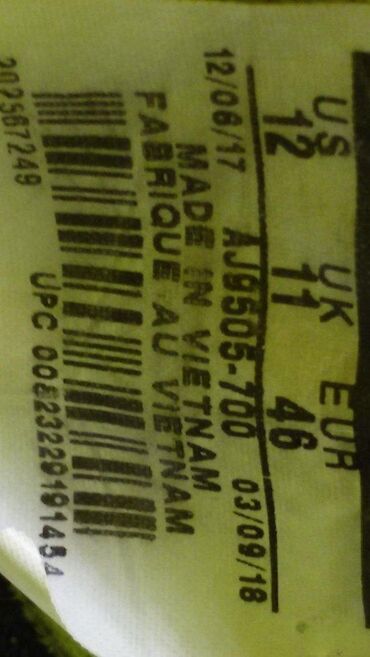 US UK EUR
12 11 46
12/06/17 AJ9505-700 03/09/18
MADE IN VIETNAM
FABRIQUE AU VIETNAM
UPC 00823229191454
202567249